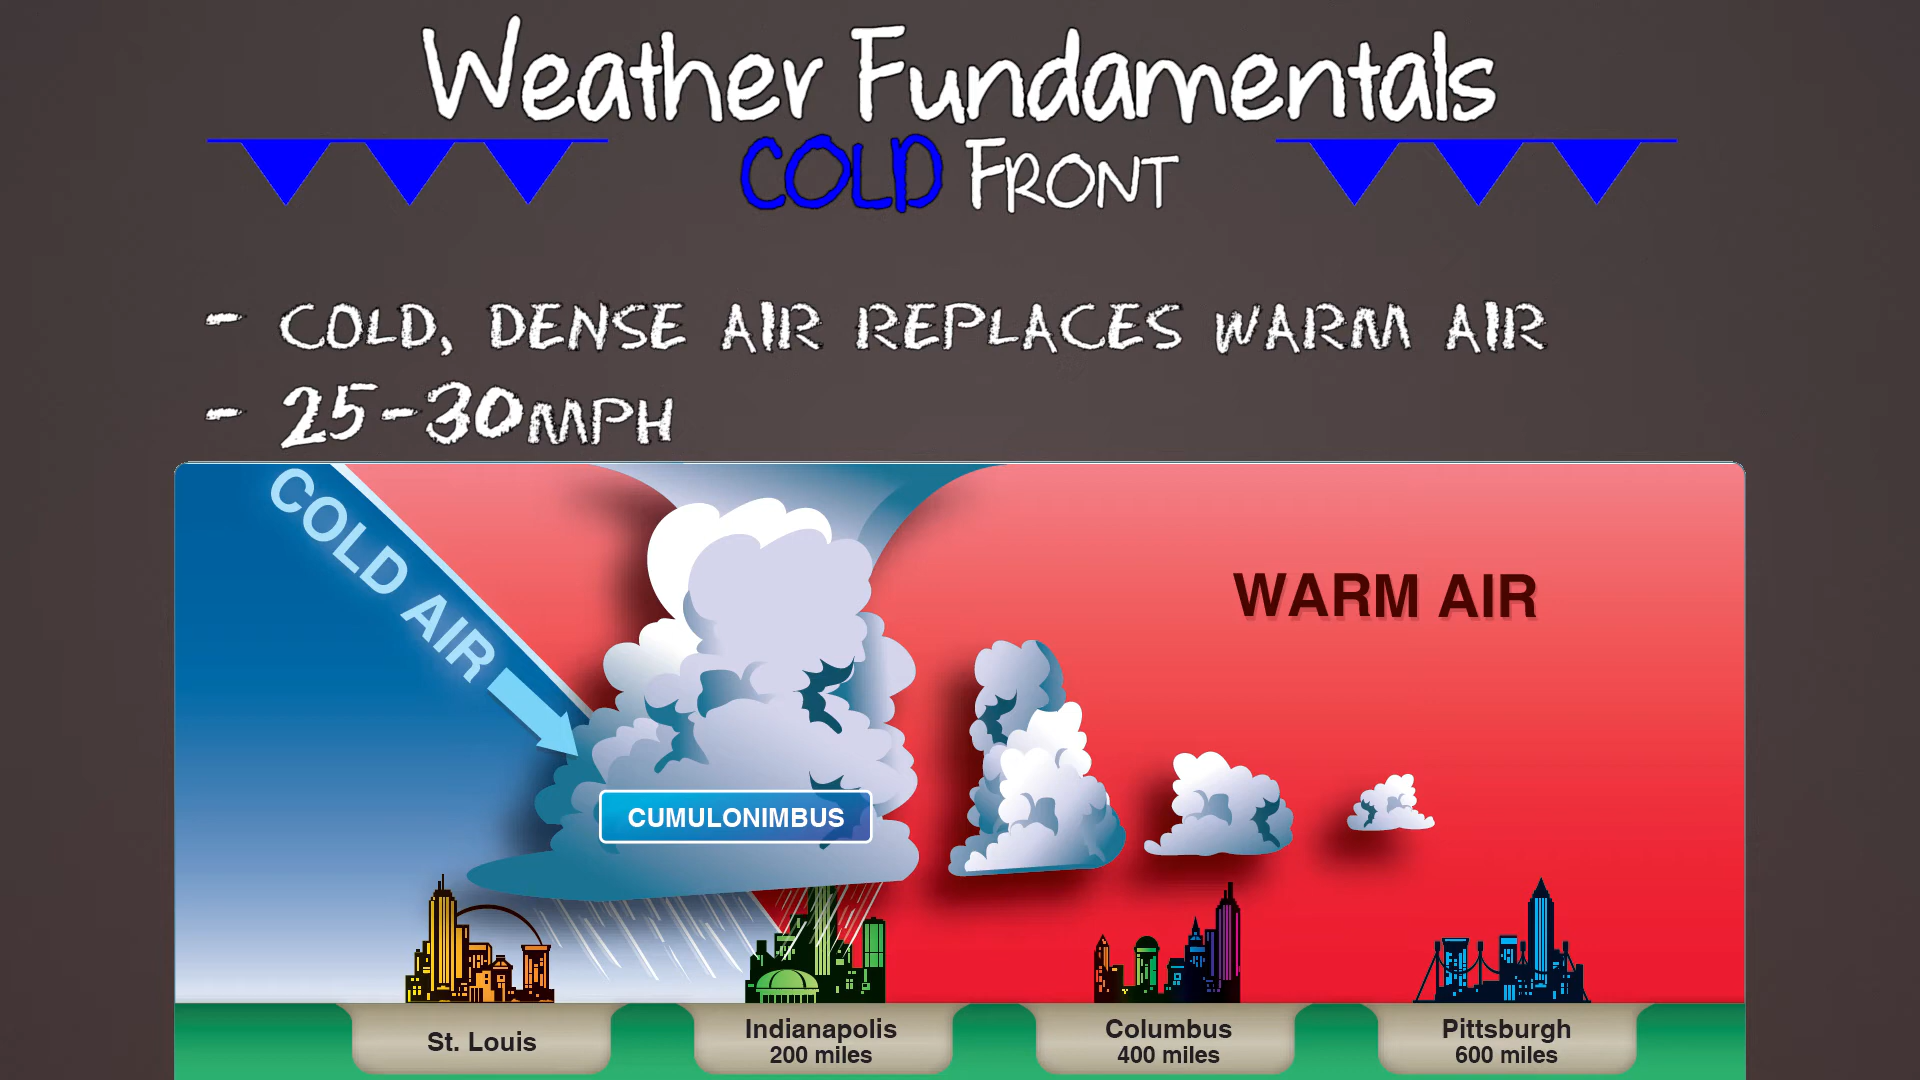 Weather Fundamentals
COLD FRONT
- COLD, DENSE AIR REPLACES WARM AIR
- 25-30MPH
COLD AIR
WARM AIR
CUMULONIMBUS
St. Louis
Indianapolis
200 miles
Columbus
400 miles
Pittsburgh
600 miles